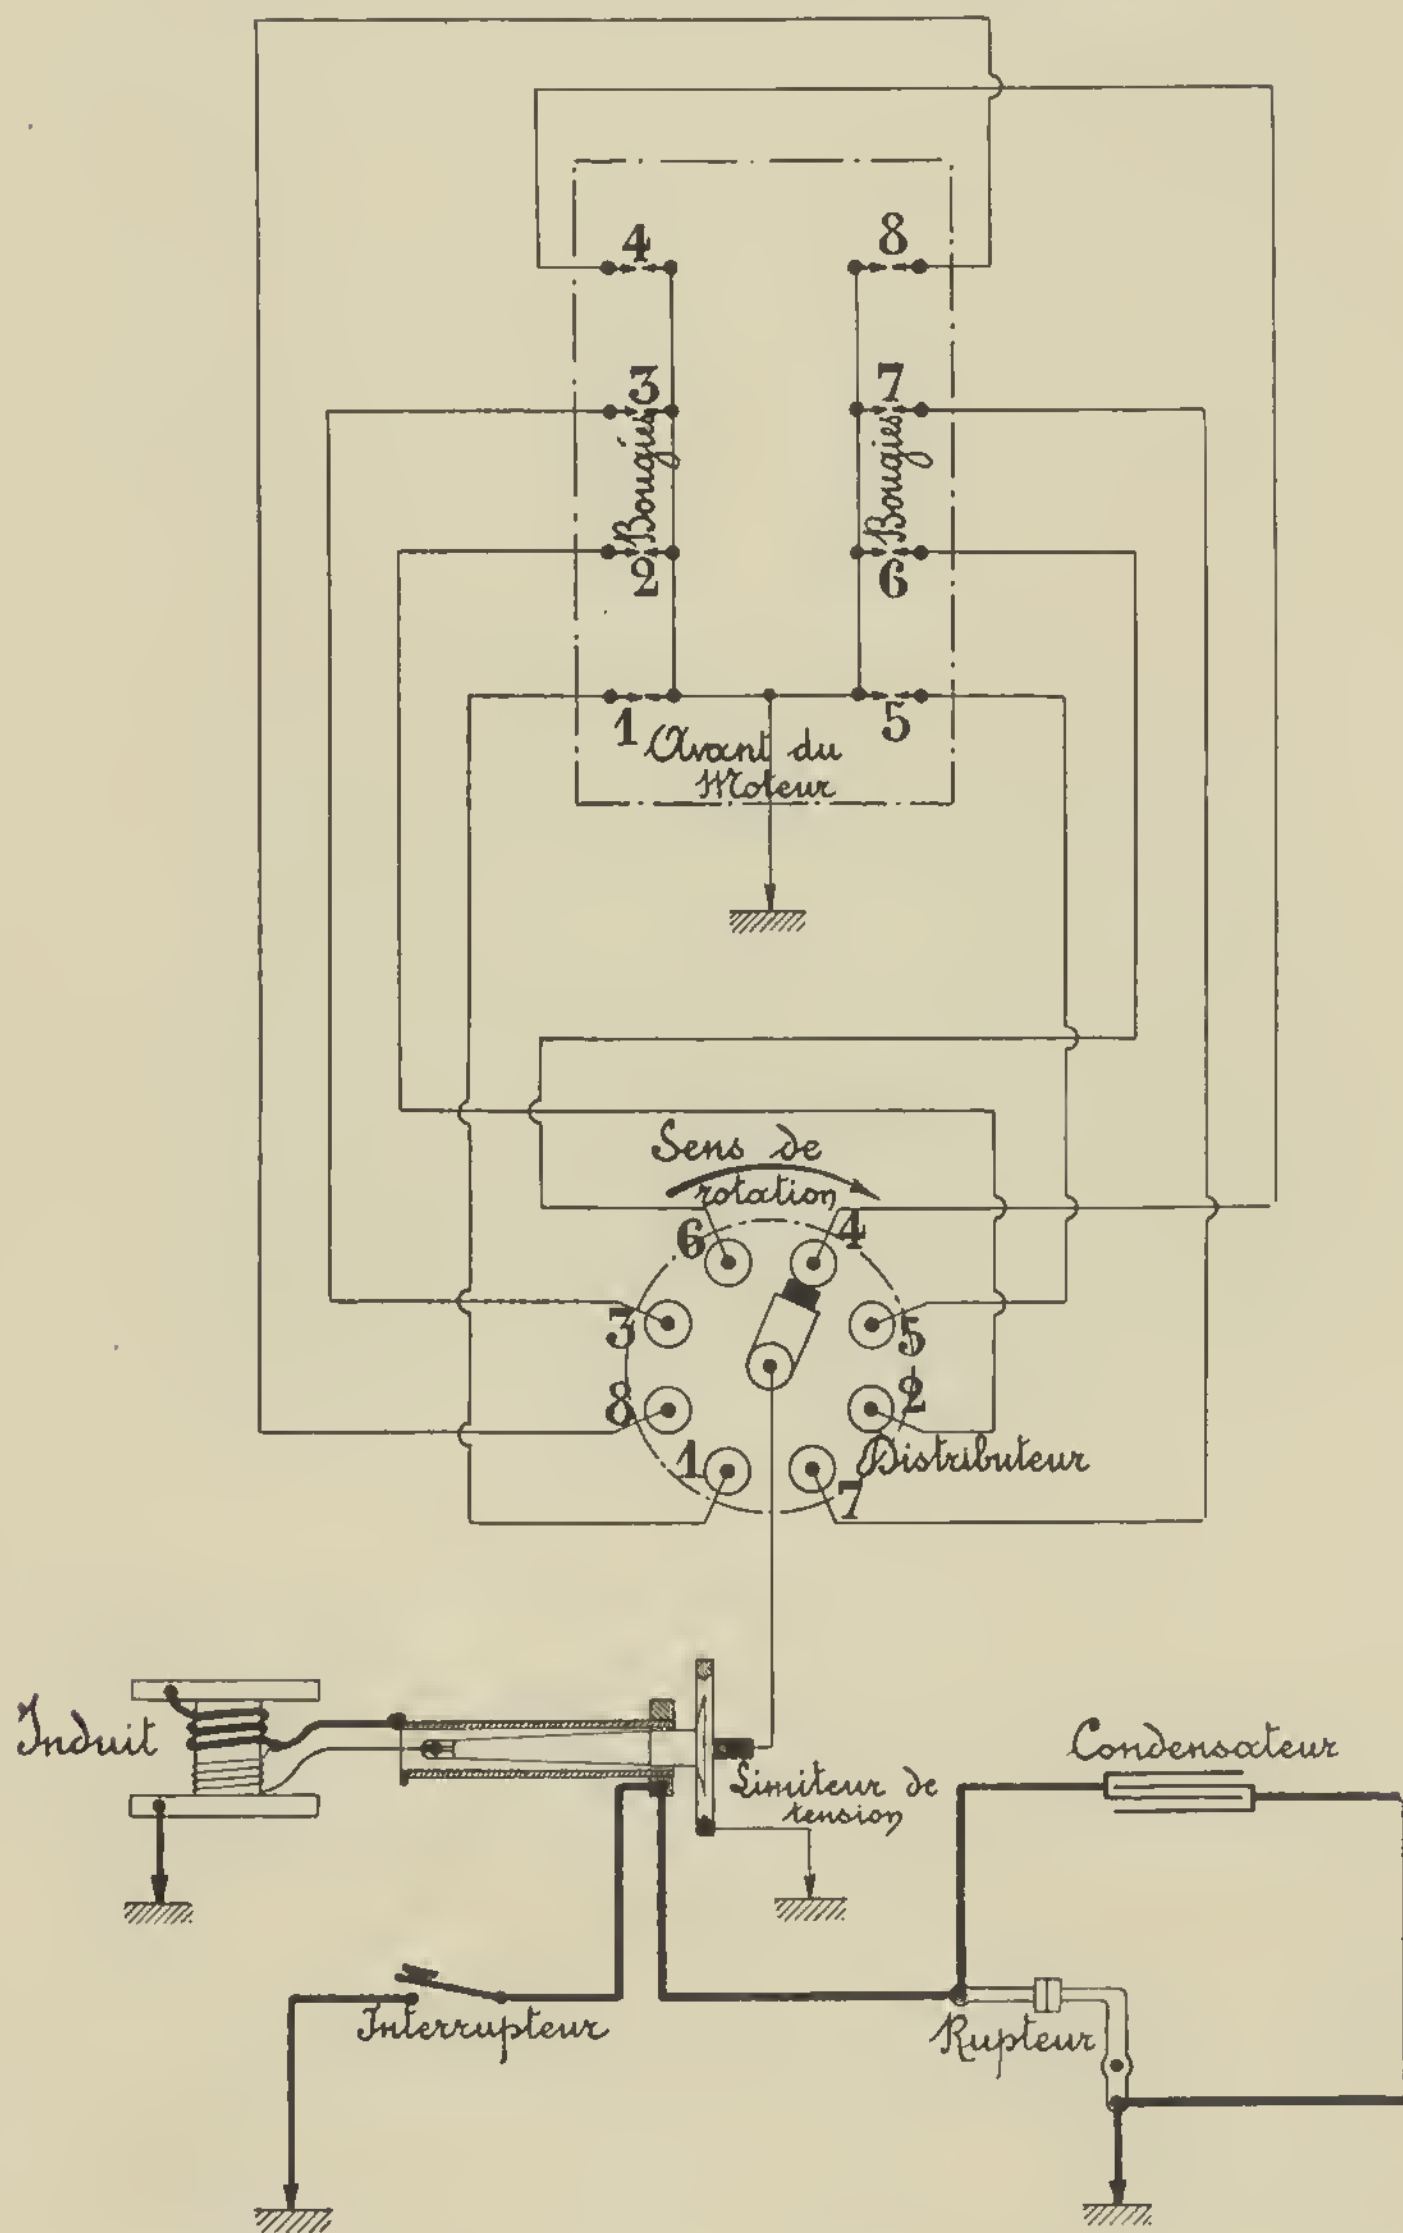 4
8
3
7
Bougies
Bougies
2
6
1
5
Avant du
Moteur
Sens de
rotation
6
4
3
5
8
2
1
7
Distributeur
Induit
Limiteur de
tension
Condensateur
Interrupteur
Rupteur